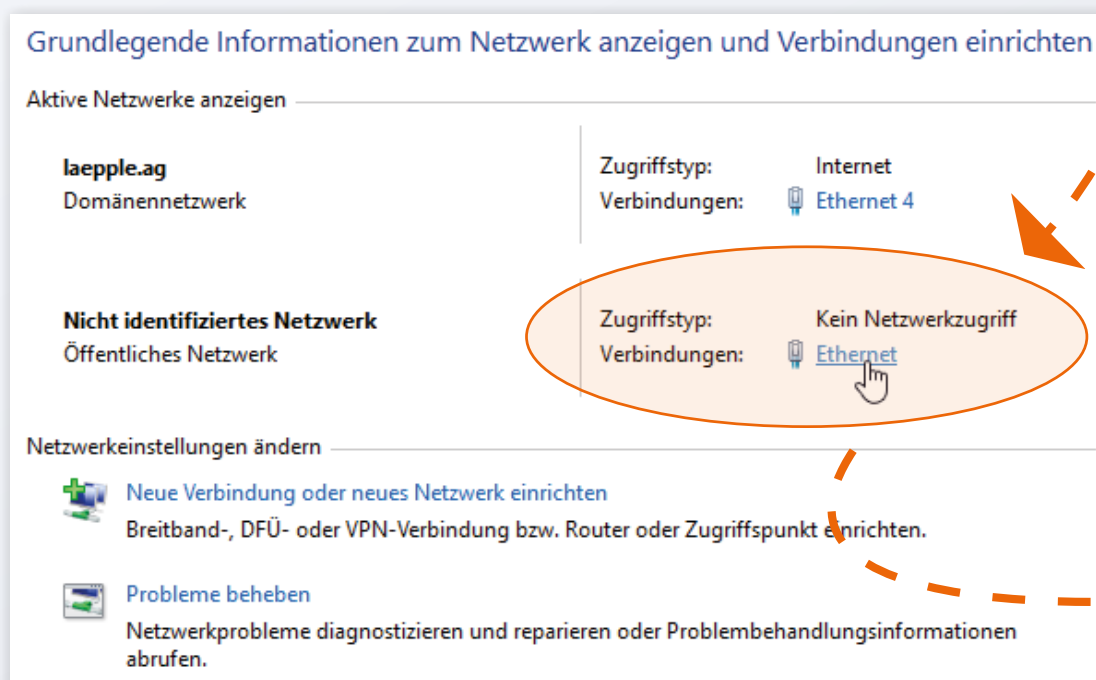 Grundlegende Informationen zum Netzwerk anzeigen und Verbindungen einrichten
Aktive Netzwerke anzeigen
laepple.ag
Domänennetzwerk
Zugriffstyp: Internet
Verbindungen: Ethernet 4
Nicht identifiziertes Netzwerk
Öffentliches Netzwerk
Zugriffstyp: Kein Netzwerkzugriff
Verbindungen: Ethernet
Netzwerkeinstellungen ändern
Neue Verbindung oder neues Netzwerk einrichten
Breitband-, DFÜ- oder VPN-Verbindung bzw. Router oder Zugriffspunkt einrichten.
Probleme beheben
Netzwerkprobleme diagnostizieren und reparieren oder Problembehandlungsinformationen
abrufen.